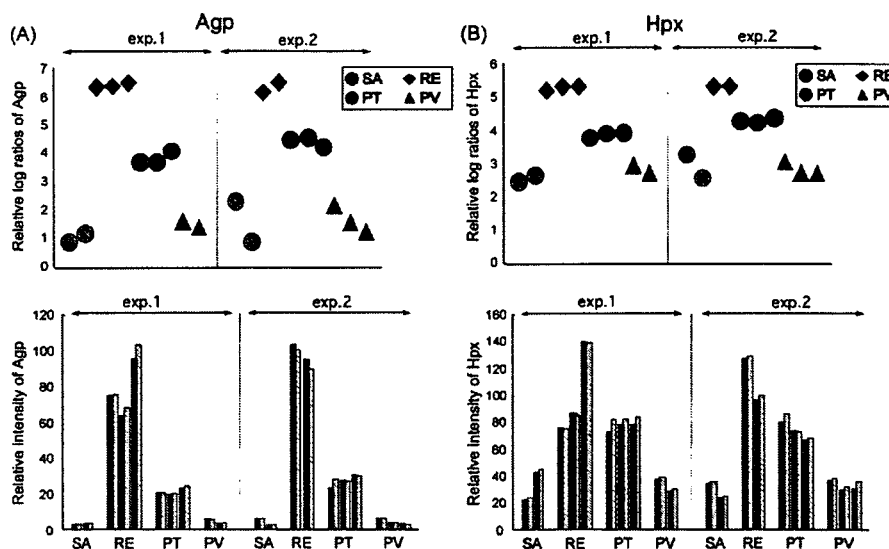 Agp
Hpx
(A)
exp.1
exp.2
(B)
exp.1
exp.2
Relative log ratios of Agp
7
6
5
4
3
2
1
0
SA
RE
PT
PV
Relative log ratios of Hpx
6
5
4
3
2
1
0
SA
RE
PT
PV
exp.1
exp.2
exp.1
exp.2
Relative intensity of Agp
120
100
80
60
40
20
0
SA RE PT PV SA RE PT PV
Relative intensity of Hpx
160
140
120
100
80
60
40
20
0
SA RE PT PV SA RE PT PV